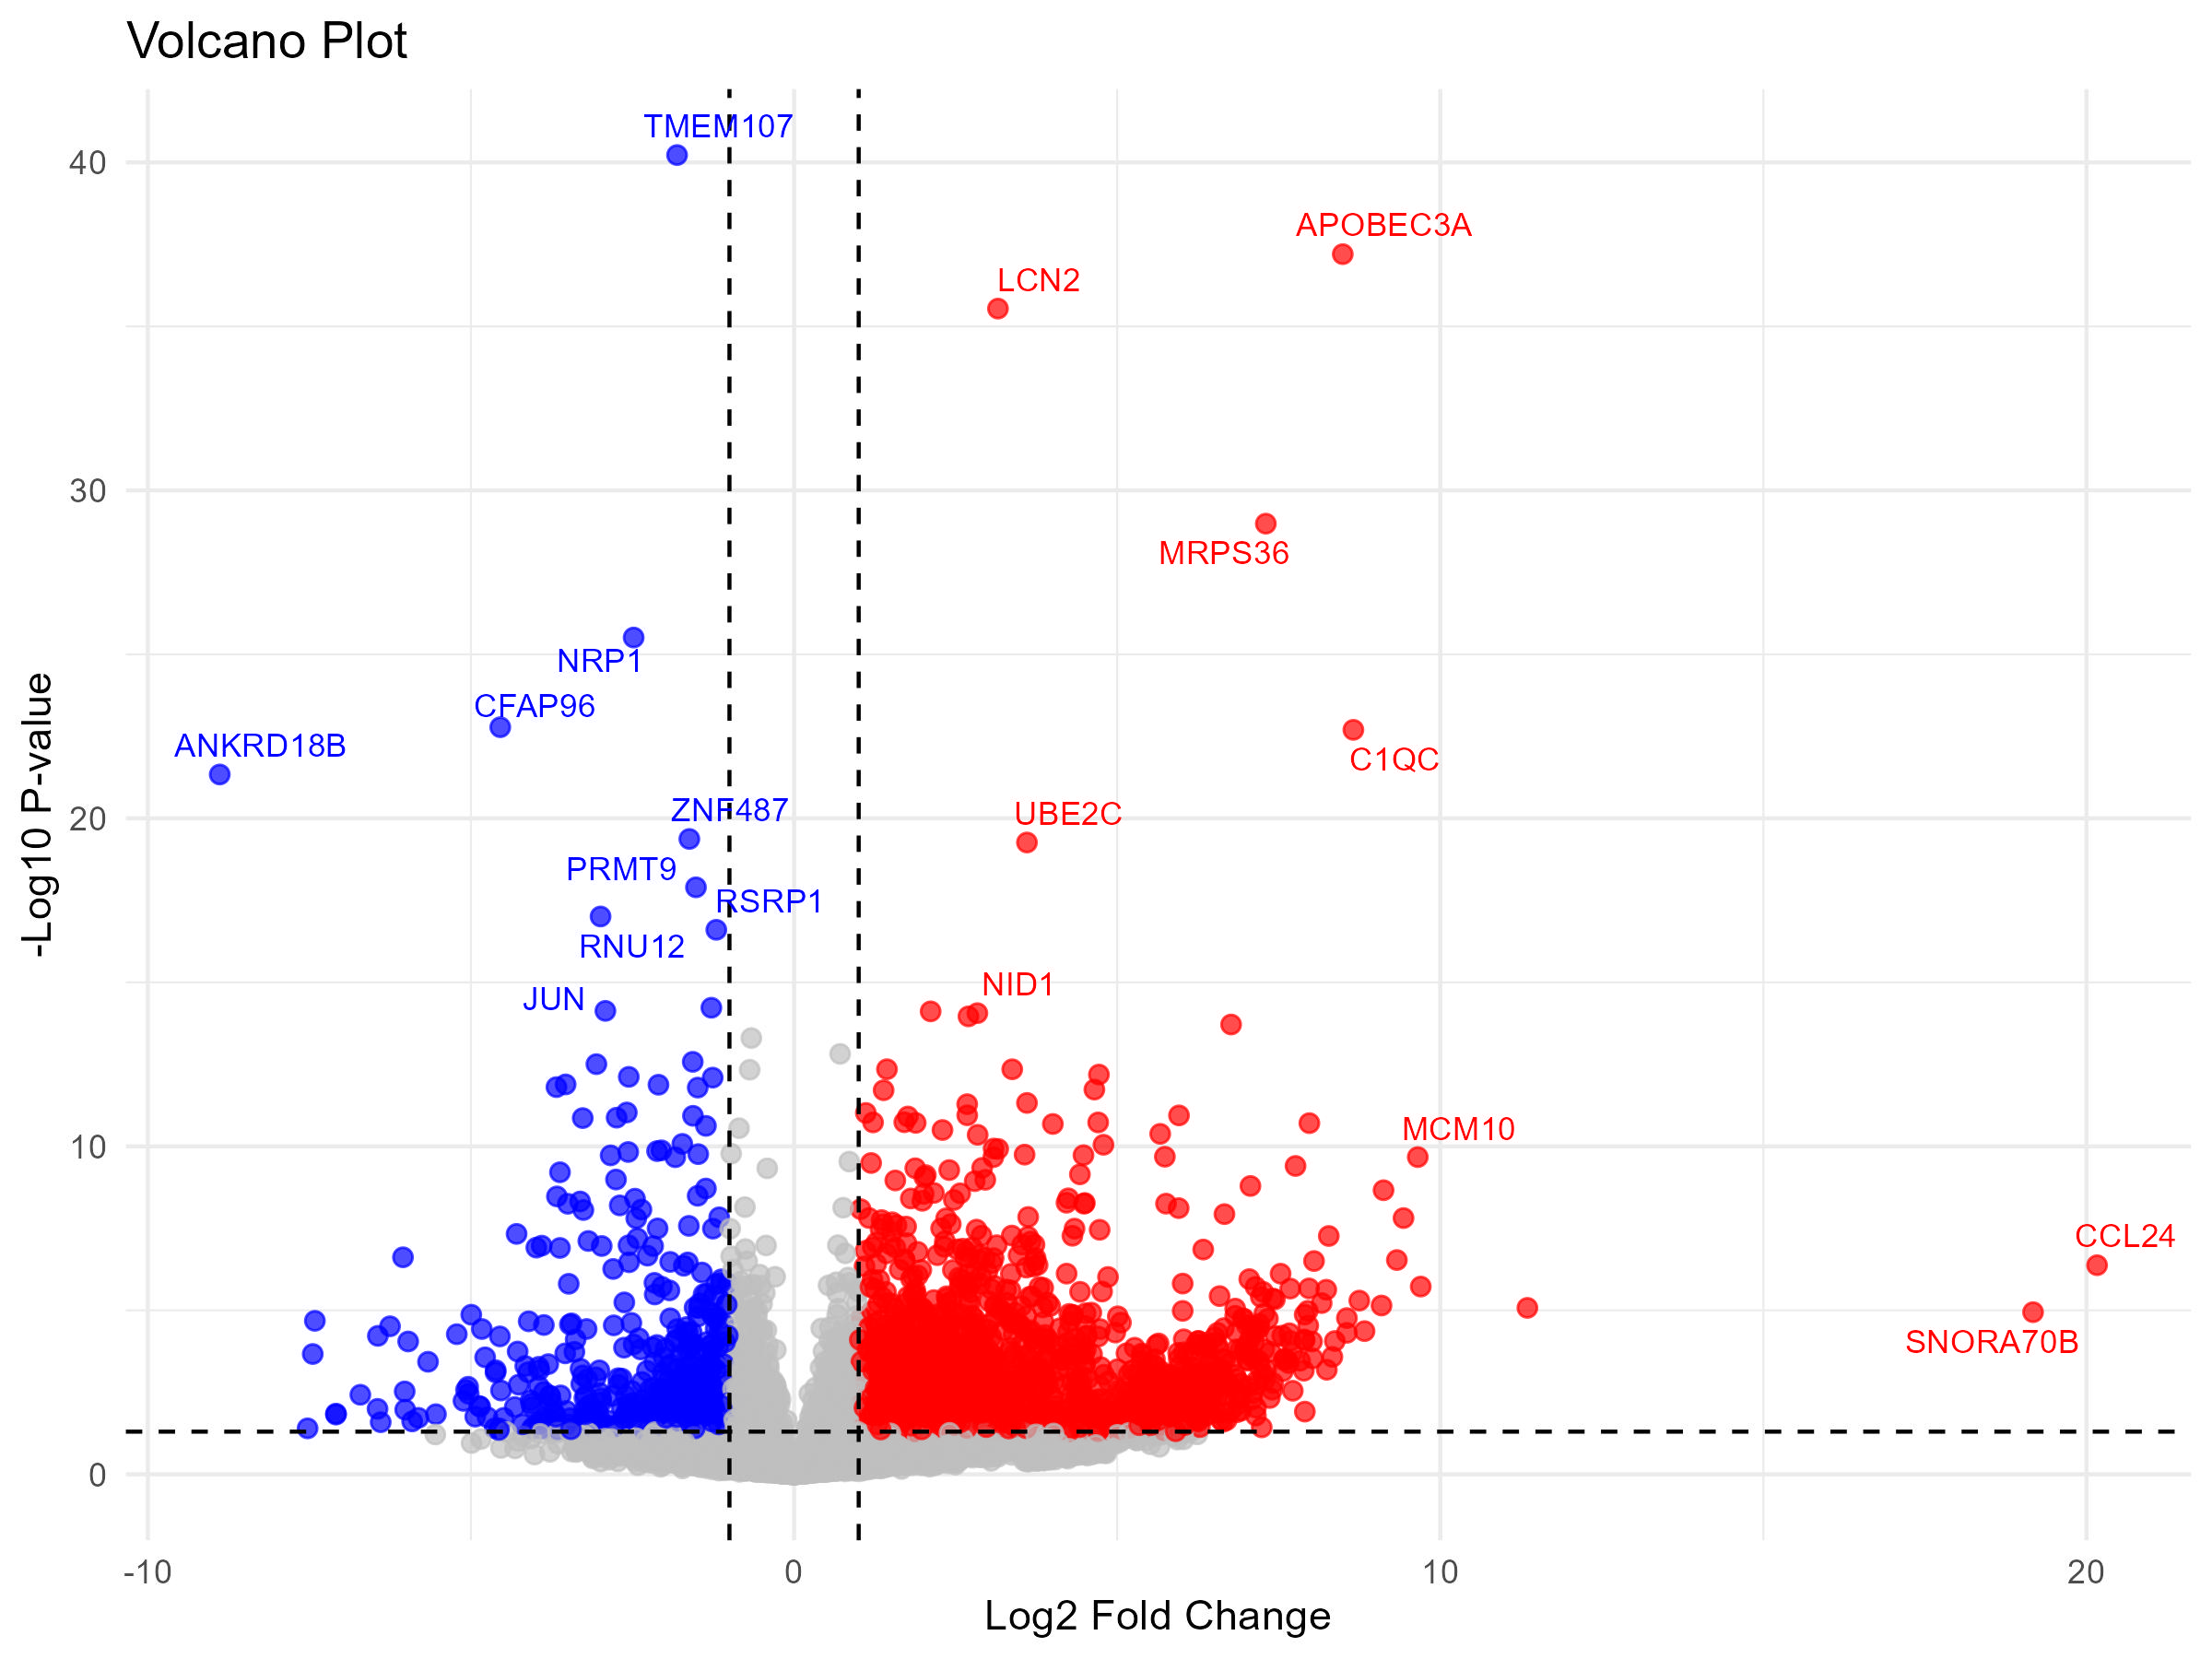 Volcano Plot
TMEM107
40
APOBEC3A
LCN2
30
MRPS36
NRP1
CFAP96
ANKRD18B
C1QC
ZNF487
UBE2C
20
PRMT9
RSRP1
RNU12
NID1
JUN
MCM10
10
CCL24
SNORA70B
0
-10
0
10
20
Log2 Fold Change
-Log10 P-value